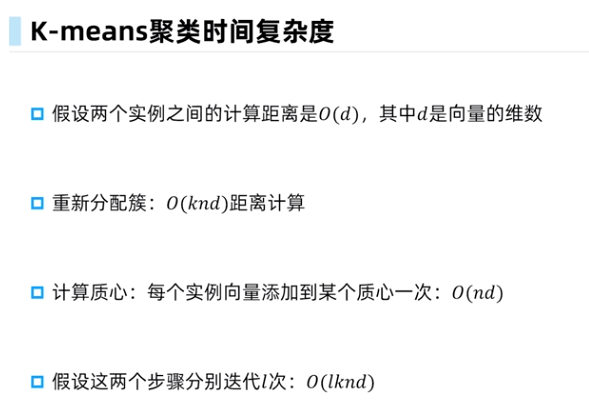 K-means聚类时间复杂度
假设两个实例之间的计算距离是O(d)，其中d是向量的维数
重新分配簇：O(knd)距离计算
计算质心：每个实例向量添加到某个质心一次：O(nd)
假设这两个步骤分别迭代l次：O(lknd)